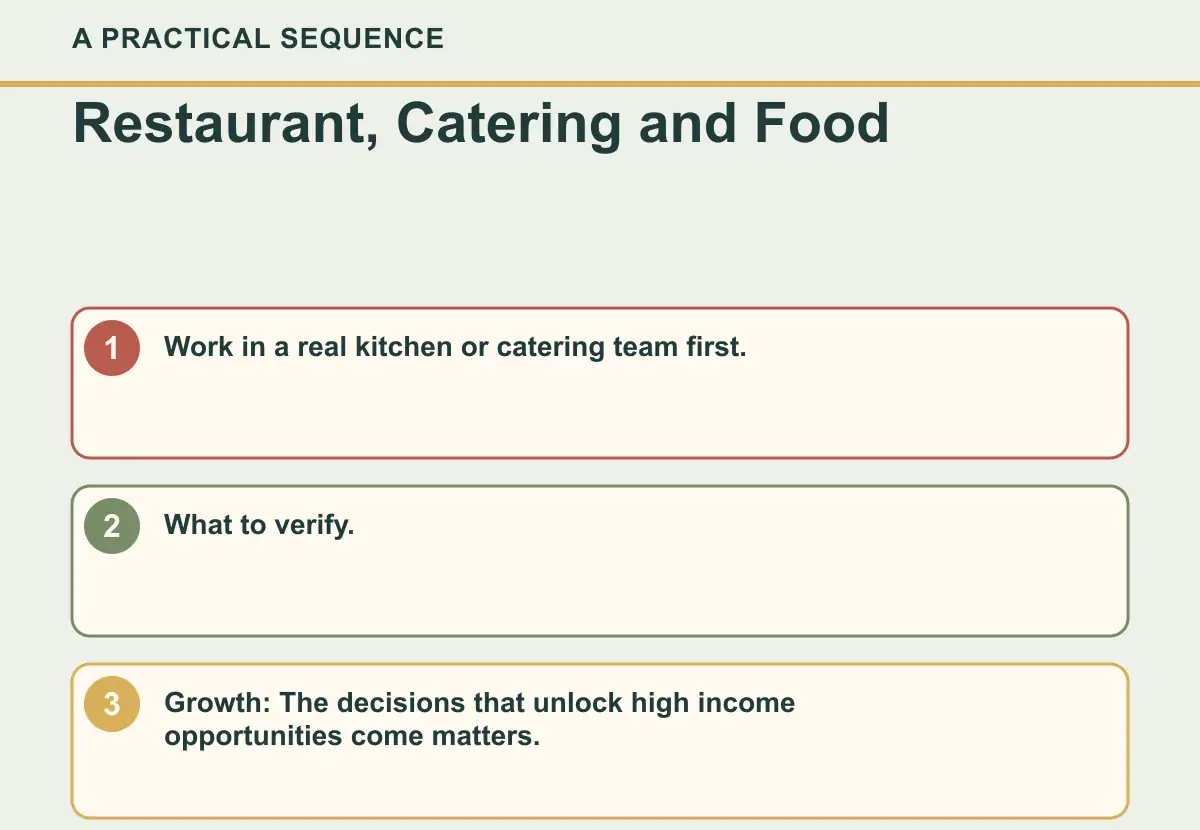 A PRACTICAL SEQUENCE
Restaurant, Catering and Food
1
Work in a real kitchen or catering team first.
2
What to verify.
3
Growth: The decisions that unlock high income
opportunities come matters.